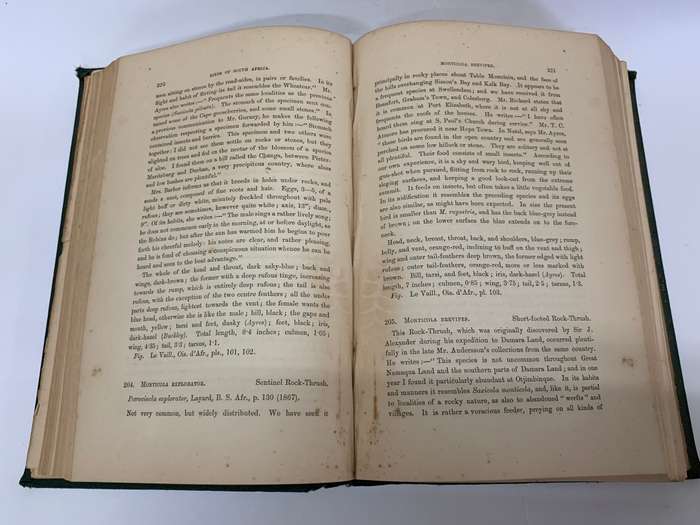 220
BIRDS OF SOUTH AFRICA.
seen sitting on stones by the road-sides, in pairs or families. In its
flight and habit of flirting its tail it resembles the Wheatear." Mr.
Ayres also writes:—"Frequents the same localities as the previous
species (Saxicola pileata). The stomach of the specimen sent con-
tained some of the Cape gooseberries, and some small stones." In
a previous communication to Mr. Gurney, he makes the following
observation respecting a specimen forwarded by him:—"Stomach
contained insects and berries. This specimen and two others were
together; I did not see them settle on rocks or stones, but they
alighted on trees and fed on the nectar of the blossom of a species
of aloe. I found them on a hill called the Changa, between Pieter-
Maritzburg and Durban, a very precipitous country, where aloes
and low bushes are plentiful."
Mrs. Barber informs us that it breeds in holes under rocks, and
sends a nest, composed of fine roots and hair. Eggs, 3—5, of a
light buff or dirty white, minutely freckled throughout with pale
rufous; they are sometimes, however quite white; axis, 13‴; diam.,
9‴. Of its habits, she writes:—"The male sings a rather lively song;
he does not commence early in the morning, at or before daylight, as
the Robins do; but after the sun has warmed him he begins to pour
forth his cheerful melody: his notes are clear, and rather pleasing,
and he is fond of choosing a conspicuous situation whence he can be
heard and seen to the best advantage."
The whole of the head and throat, dark ashy-blue; back and
wings, dark-brown; the former with a deep rufous tinge, increasing
towards the rump, which is entirely deep rufous; the tail is also
rufous, with the exception of the two centre feathers; all the under
parts, deep rufous, lightest towards the vent; the female wants the
blue head, otherwise she is like the male; bill, black; the gape and
mouth, yellow; tarsi and feet, dusky (Ayres); feet, black; iris,
dark-hazel (Buckley). Total length, 8·4 inches; culmen, 1·05;
wing, 4·35; tail, 3·3; tarsus, 1·1.
Fig. Le Vaill., Ois. d'Afr., pls., 101, 102.
204. MONTICOLA EXPLORATOR. Sentinel Rock-Thrush.
Petrocincla explorator, Layard, B. S. Afr., p. 130 (1867).
Not very common, but widely distributed. We have seen it
MONTICOLA BREVIPES.
221
principally in rocky places about Table Mountain, and the face of
the hills overhanging Simon's Bay and Kalk Bay. It appears to be
a frequent species at Swellendam; and we have received it from
Beaufort, Graham's Town, and Colesberg. Mr. Rickard states that
it is common at Port Elizabeth, where it is not at all shy and
frequents the roofs of the houses. He writes:—"I have often
heard them sing at S. Paul's Church during service." Mr. T. C.
Atmore has procured it near Hope Town. In Natal, says Mr. Ayres,
"these birds are found in the open country and are generally seen
perched on some low hillock or stone. They are solitary and not at
all plentiful. Their food consists of small insects." According to
our own experience, it is a shy and wary bird, keeping well out of
gun-shot when pursued, flitting from rock to rock, running up their
sloping surfaces, and keeping a good look-out from the extreme
summit. It feeds on insects, but often takes a little vegetable food.
In its nidification it resembles the preceding species and its eggs
are also similar, as might have been expected. In size the present
bird is smaller than M. rupestris, and has the back blue-grey instead
of brown; on the lower surface the blue extends on to the fore-
neck.
Head, neck, breast, throat, back, and shoulders, blue-grey; rump,
belly, and vent, orange-red, inclining to buff on the vent and thigh;
wing and outer tail-feathers deep brown, the former edged with light
rufous; outer tail-feathers, orange-red, more or less marked with
brown. Bill, tarsi, and feet, black; iris, dark-hazel (Ayres). Total
length, 7 inches; culmen, 0·85; wing, 3·75; tail, 2·5; tarsus, 1·3.
Fig. Le Vaill., Ois. d'Afr., pl. 103.
205. MONTICOLA BREVIPES. Short-footed Rock-Thrush.
This Rock-Thrush, which was originally discovered by Sir J.
Alexander during his expedition to Damara Land, occurred plenti-
fully in the late Mr. Andersson's collections from the same country.
He writes:—"This species is not uncommon throughout Great
Namaqua Land and the southern parts of Damara Land; and in one
year I found it particularly abundant at Otjimbinque. In its habits
and manners it resembles Saxicola monticola, and, like it, is partial
to localities of a rocky nature, as also to abandoned "werfts" and
villages. It is rather a voracious feeder, preying on all kinds of